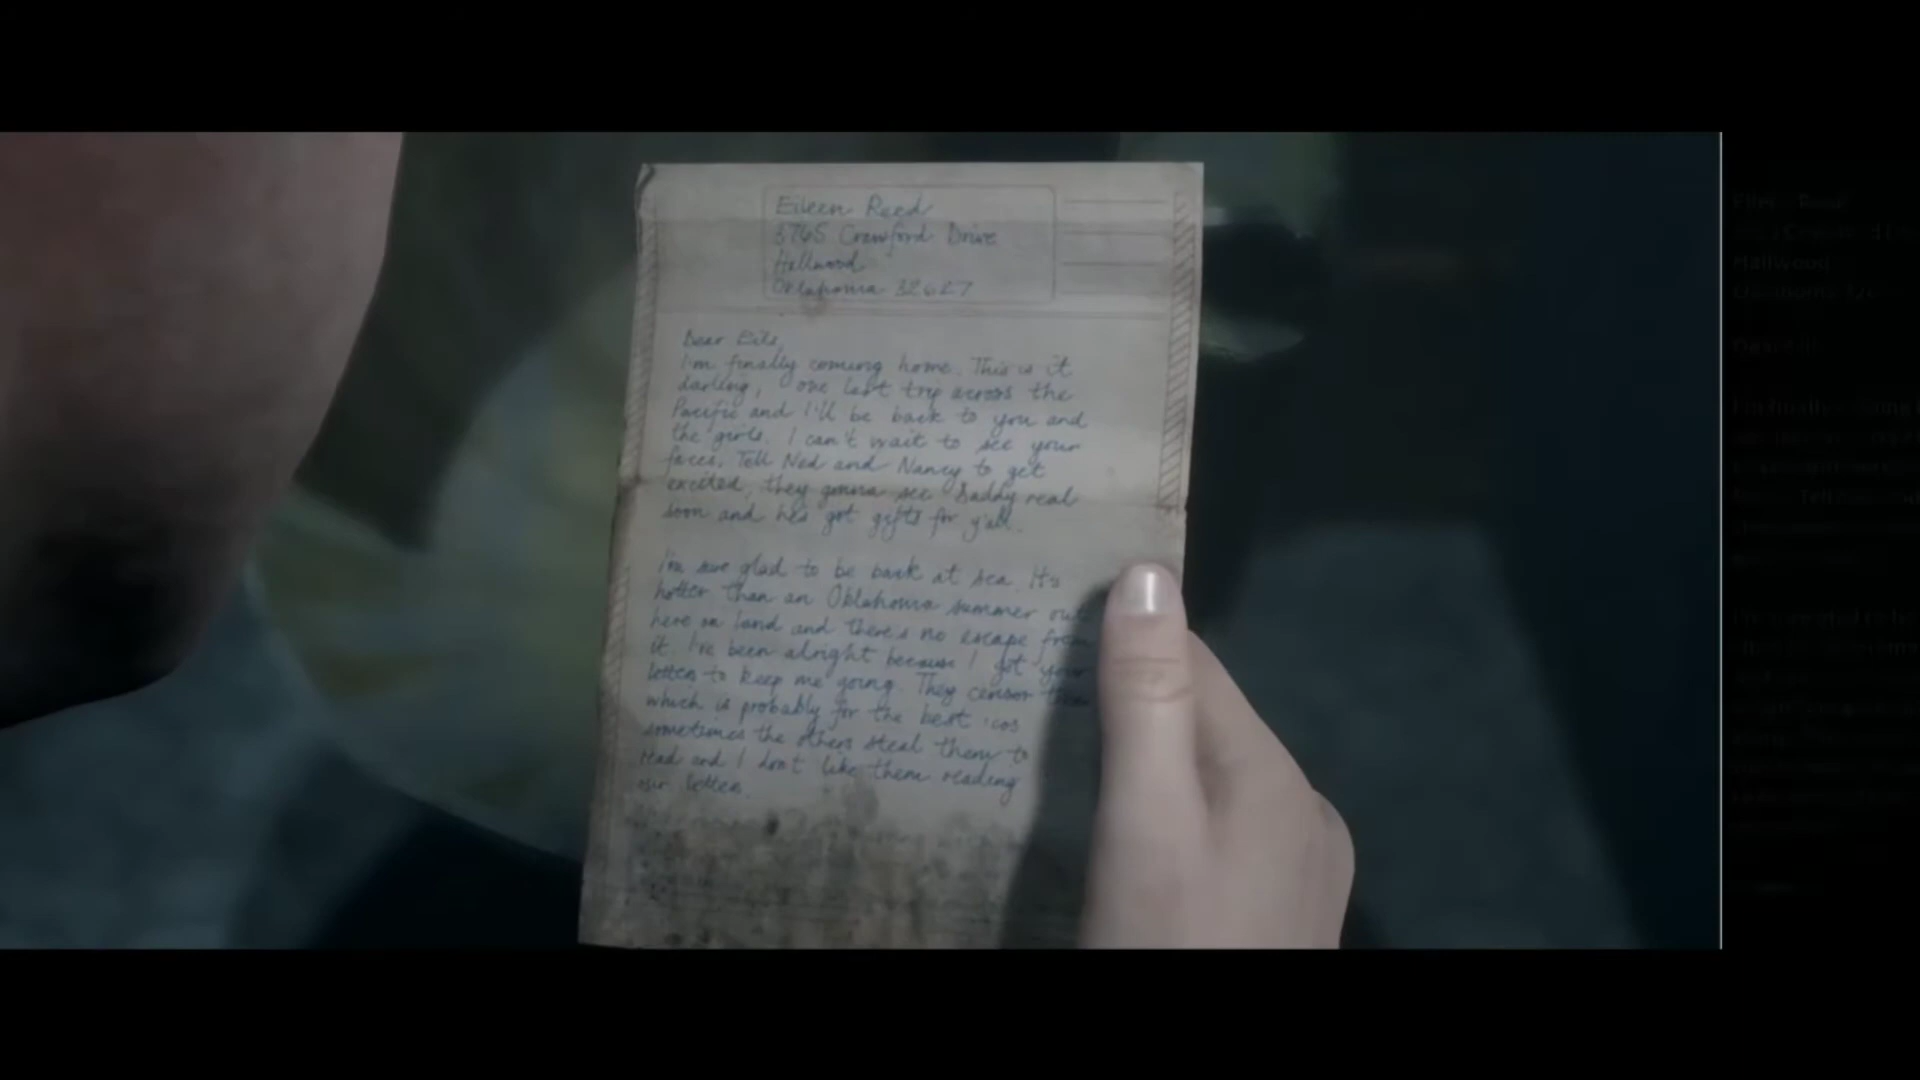 Eileen Reed
3745 Crawford Drive
Hallwood
Oklahoma 32627
Dear Eile,
I'm finally coming home. This is it
darling, one last trip across the
Pacific and I'll be back to you and
the girls. I can't wait to see your
faces. Tell Ned and Nancy to get
excited, they gonna see Daddy real
soon and he's got gifts for y'all.
I'm sure glad to be back at sea. It's
hotter than an Oklahoma summer out
here on land and there's no escape from
it. I've been alright because I got your
letters to keep me going. They censor them
which is probably for the best 'cos
sometimes the others steal them to
read and I don't like them reading
our letters.